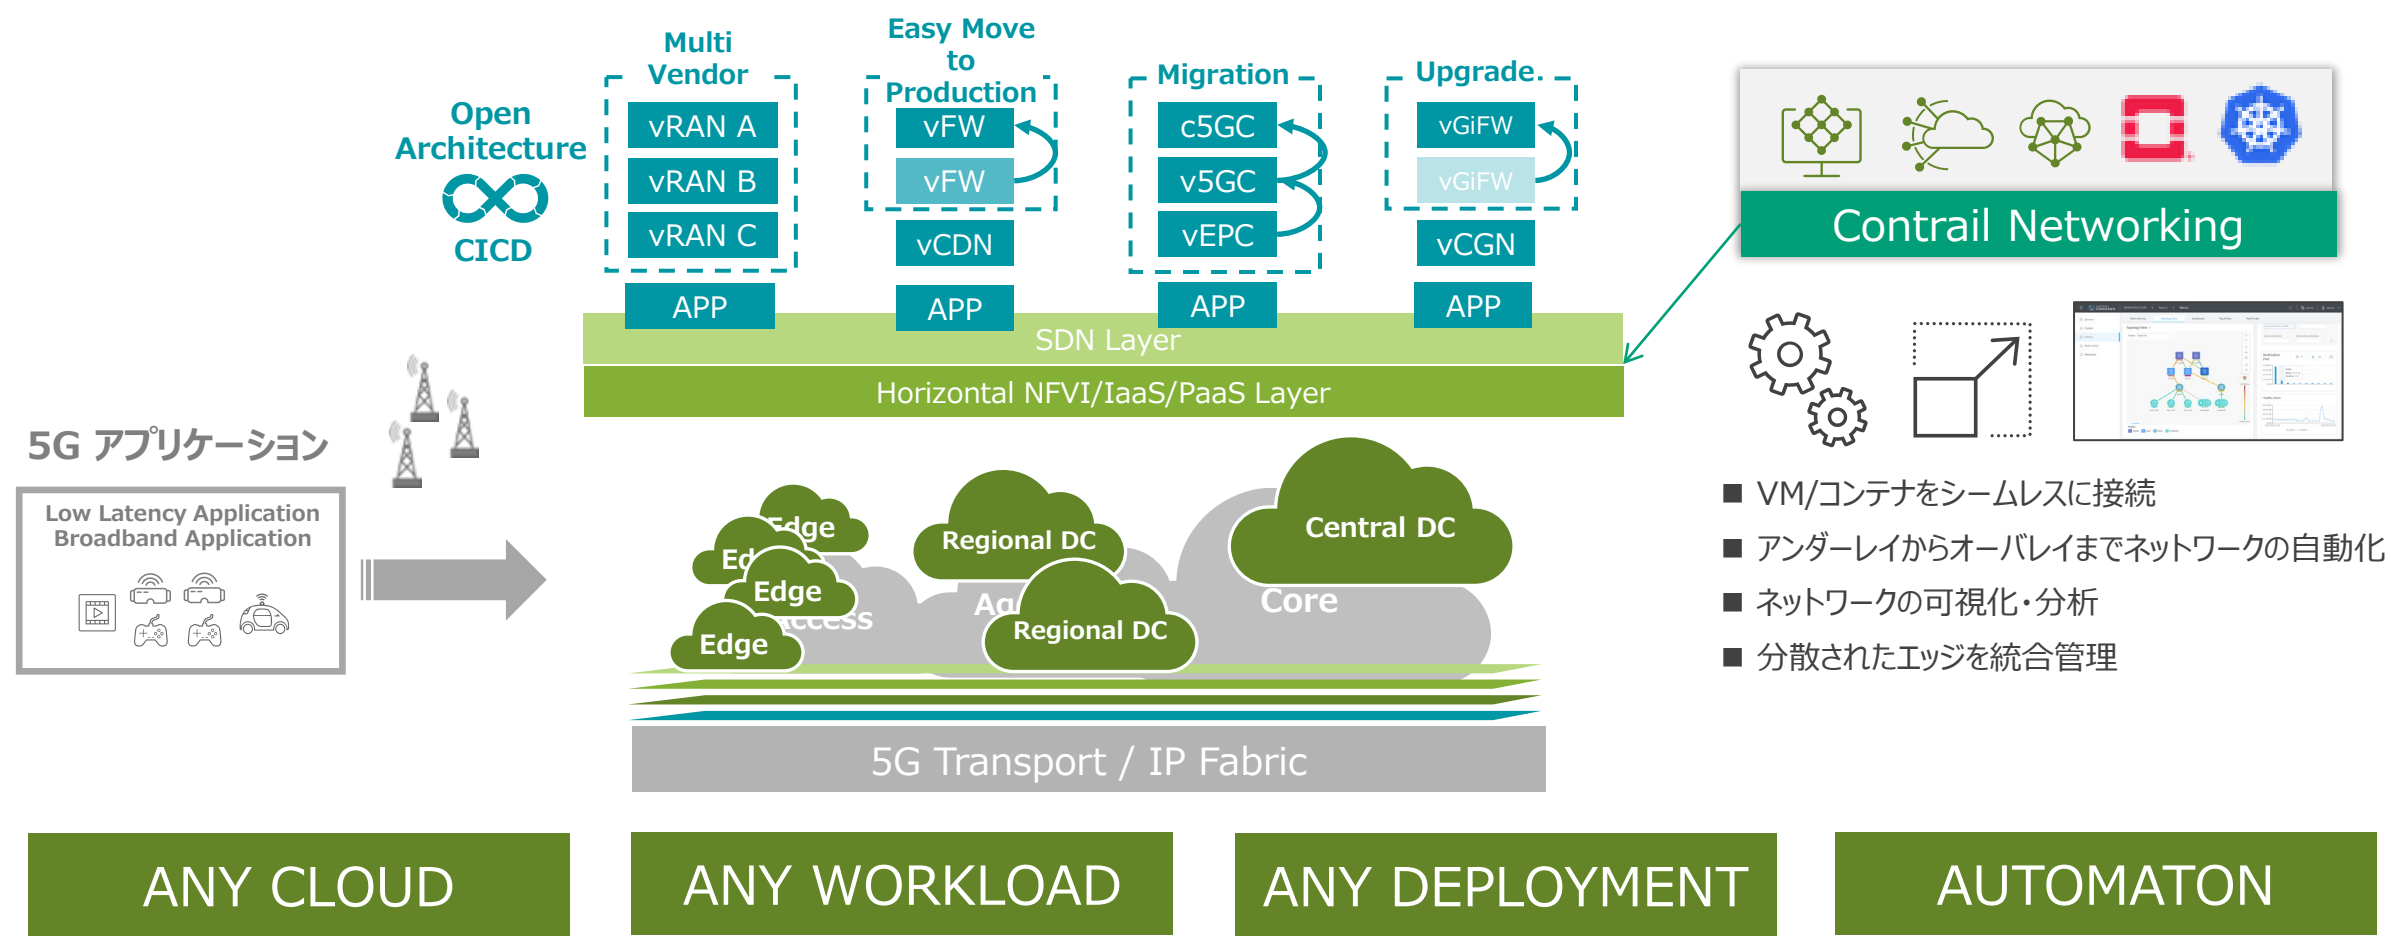 Open
Architecture
CICD
Multi
Vendor
vRAN A
vRAN B
vRAN C
APP
Easy Move
to
Production
vFW
vFW
vCDN
APP
Migration
c5GC
v5GC
vEPC
APP
Upgrade.
vGiFW
vGiFW
vCGN
APP
SDN Layer
Horizontal NFVI/IaaS/PaaS Layer
Contrail Networking
5G アプリケーション
Low Latency Application
Broadband Application
Edge
Edge
Edge
Regional DC
Regional DC
Central DC
Core
5G Transport / IP Fabric
■ VM/コンテナをシームレスに接続
■ アンダーレイからオーバレイまでネットワークの自動化
■ ネットワークの可視化・分析
■ 分散されたエッジを統合管理
ANY CLOUD
ANY WORKLOAD
ANY DEPLOYMENT
AUTOMATON